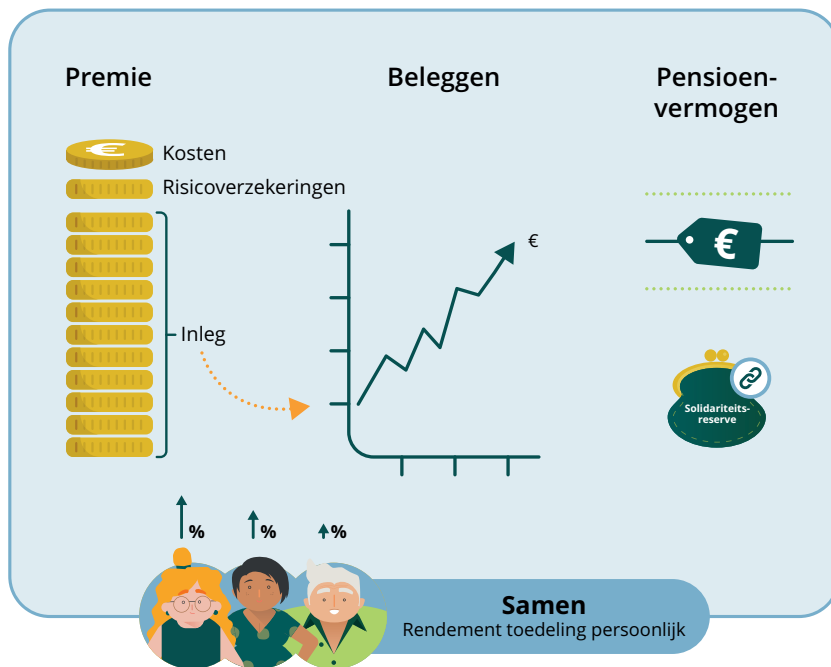 Premie
Beleggen
Pensioen-
vermogen
€
Kosten
Risicoverzekeringen
Inleg
€
€
Solidariteits-
reserve
%
%
%
Samen
Rendement toedeling persoonlijk